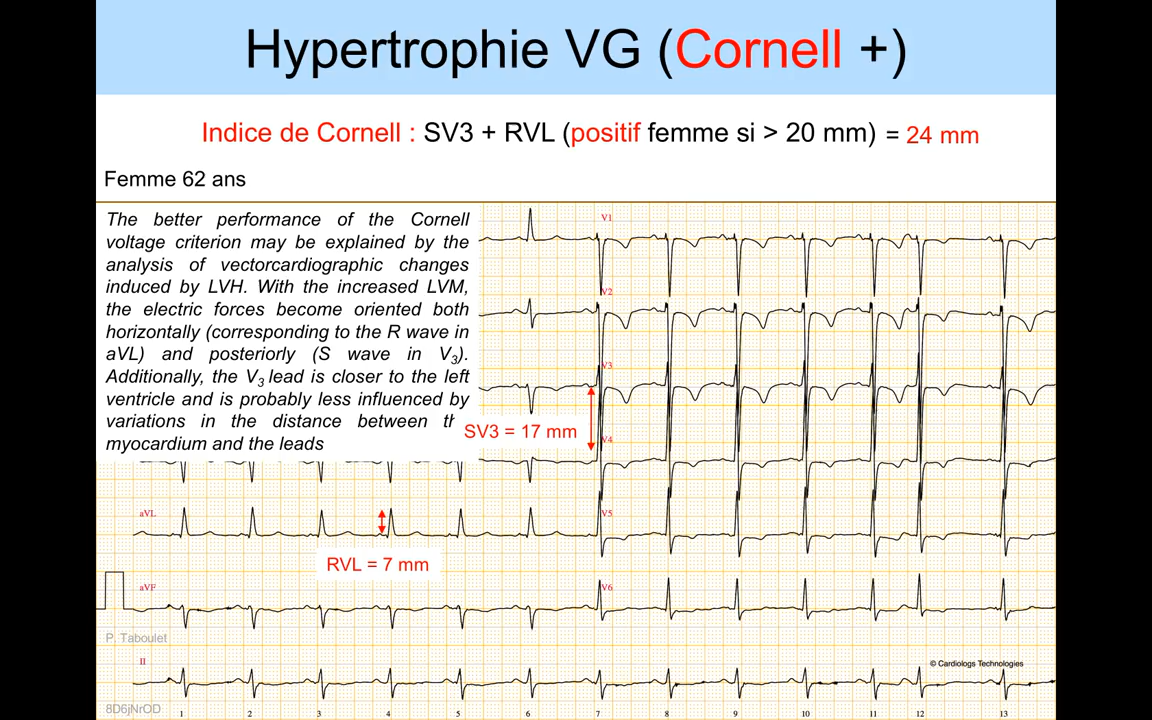 Hypertrophie VG (Cornell +)
Indice de Cornell : SV3 + RVL (positif femme si > 20 mm) = 24 mm
Femme 62 ans
The better performance of the Cornell
voltage criterion may be explained by the
analysis of vectorcardiographic changes
induced by LVH. With the increased LVM,
the electric forces become oriented both
horizontally (corresponding to the R wave in
aVL) and posteriorly (S wave in V3).
Additionally, the V3 lead is closer to the left
ventricle and is probably less influenced by
variations in the distance between
myocardium and the leads
V1
V2
V3
SV3 = 17 mm
V4
aVL
V5
RVL = 7 mm
aVF
V6
P. Taboulet
II
© Cardiologs Technologies
8D6jNrOD
1 2 3 4 5 6 7 8 9 10 11 12 13